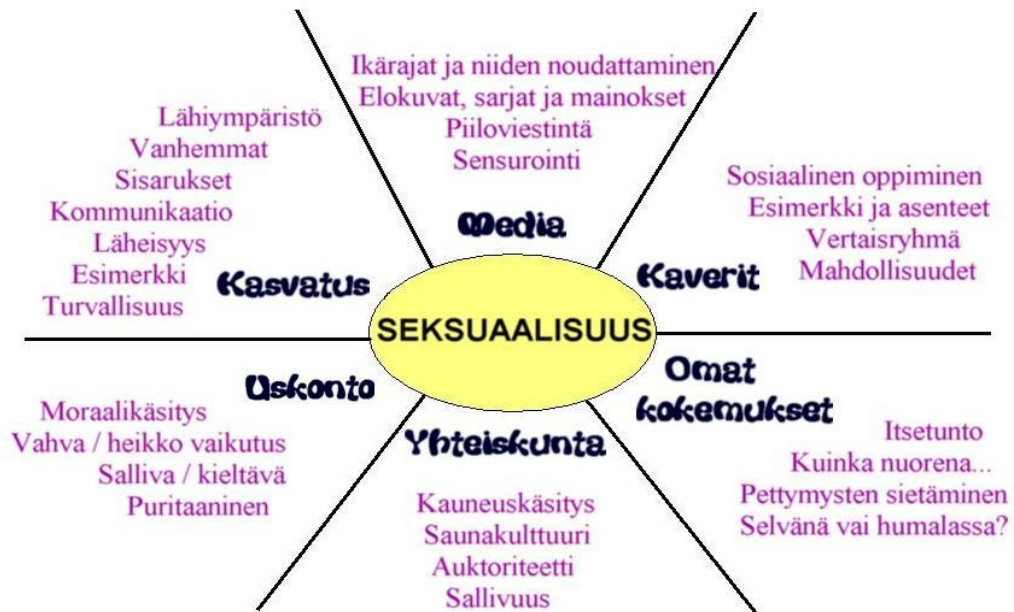 Ikärajat ja niiden noudattaminen
Elokuvat, sarjat ja mainokset
Piiloviestintä
Sensurointi
Media
Lähiympäristö
Vanhemmat
Sisarukset
Kommunikaatio
Läheisyys
Esimerkki
Turvallisuus
Kasvatus
Sosiaalinen oppiminen
Esimerkki ja asenteet
Vertaisryhmä
Mahdollisuudet
Kaverit
SEKSUAALISUUS
Uskonto
Moraalikäsitys
Vahva / heikko vaikutus
Salliva / kieltävä
Puritaaninen
Yhteiskunta
Kauneuskäsitys
Saunakulttuuri
Auktoriteetti
Sallivuus
Omat
kokemukset
Itsetunto
Kuinka nuorena...
Pettymysten sietäminen
Selvänä vai humalassa?